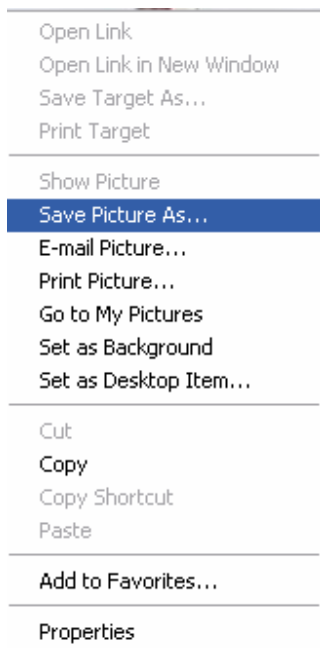 Open Link
Open Link in New Window
Save Target As...
Print Target
Show Picture
Save Picture As...
E-mail Picture...
Print Picture...
Go to My Pictures
Set as Background
Set as Desktop Item...
Cut
Copy
Copy Shortcut
Paste
Add to Favorites...
Properties